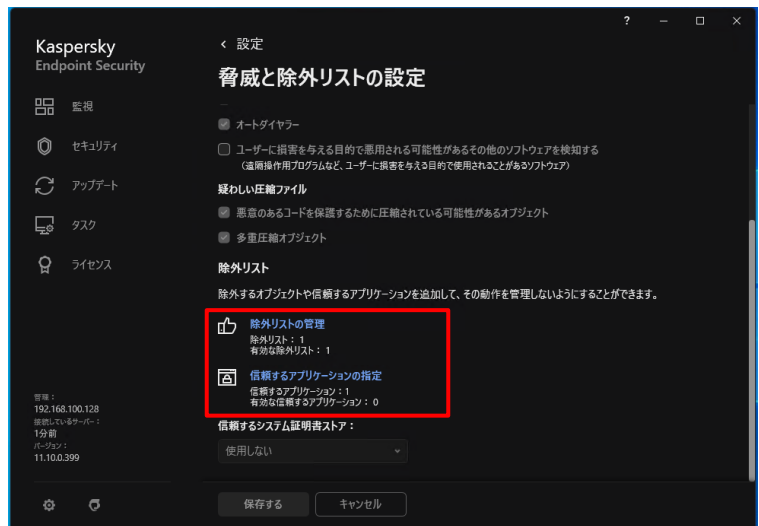 ?
Kaspersky
Endpoint Security
監視
セキュリティ
アップデート
タスク
ライセンス
管理：
192.168.100.128
接続しているサーバー：
1分前
バージョン：
11.10.0.399
設定
脅威と除外リストの設定
オートダイヤラー
ユーザーに損害を与える目的で悪用される可能性があるその他のソフトウェアを検知する
（遠隔操作用プログラムなど、ユーザーに損害を与える目的で使用されることがあるソフトウェア）
疑わしい圧縮ファイル
悪意のあるコードを保護するために圧縮されている可能性があるオブジェクト
多重圧縮オブジェクト
除外リスト
除外するオブジェクトや信頼するアプリケーションを追加して、その動作を管理しないようにすることができます。
除外リストの管理
除外リスト： 1
有効な除外リスト： 1
信頼するアプリケーションの指定
信頼するアプリケーション：1
有効な信頼するアプリケーション： 0
信頼するシステム証明書ストア：
使用しない
保存する
キャンセル